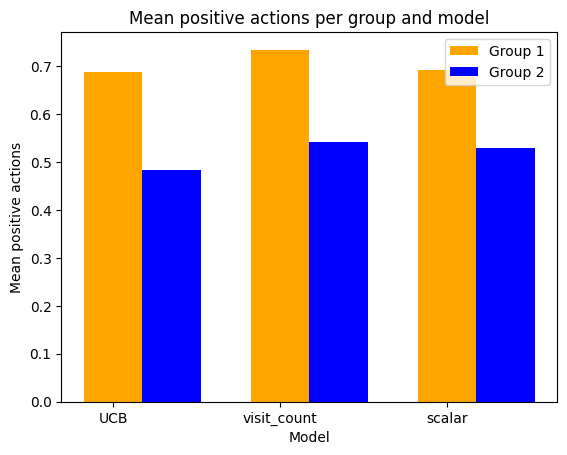 Mean positive actions per group and model
Group 1
Group 2
Mean positive actions
0.7
0.6
0.5
0.4
0.3
0.2
0.1
0.0
UCB
visit_count
scalar
Model